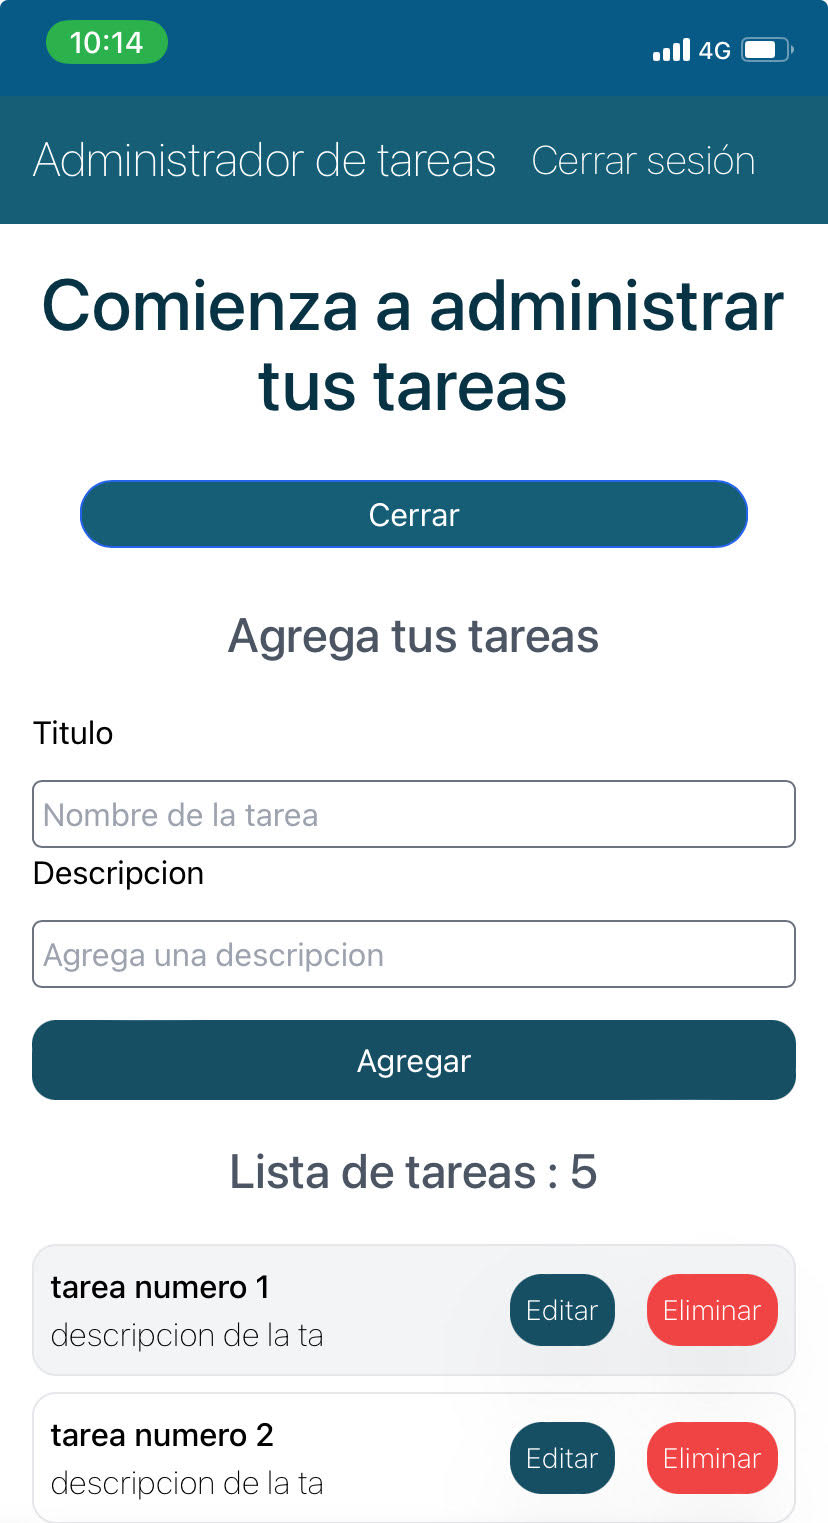 10:14
4G
Administrador de tareas Cerrar sesión
Comienza a administrar
tus tareas
Cerrar
Agrega tus tareas
Titulo
Nombre de la tarea
Descripcion
Agrega una descripcion
Agregar
Lista de tareas : 5
tarea numero 1
descripcion de la ta
Editar Eliminar
tarea numero 2
descripcion de la ta
Editar Eliminar